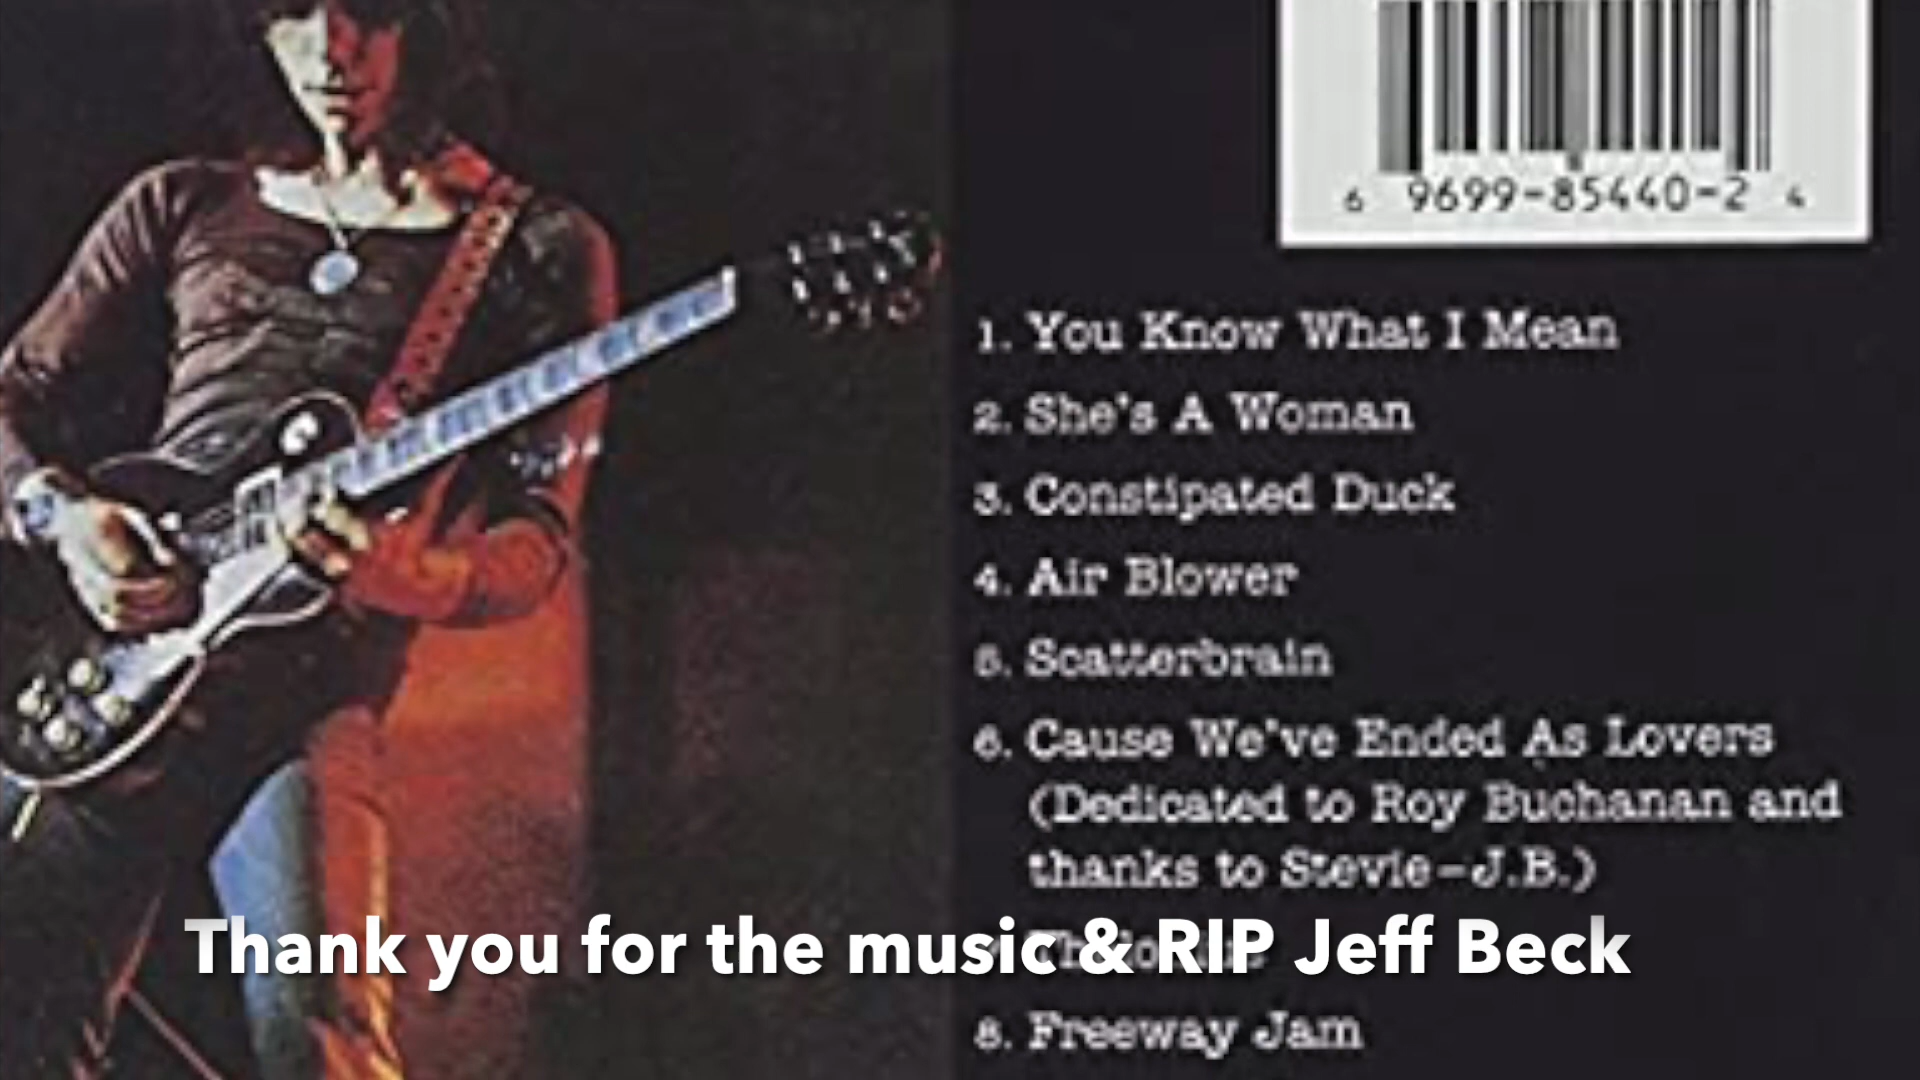 6 9699-85440-2 4
1. You Know What I Mean
2. She's A Woman
3. Constipated Duck
4. Air Blower
5. Scatterbrain
6. Cause We've Ended As Lovers
(Dedicated to Roy Buchanan and
thanks to Stevie-J.B.)
Thank you for the music & RIP Jeff Beck
8. Freeway Jam